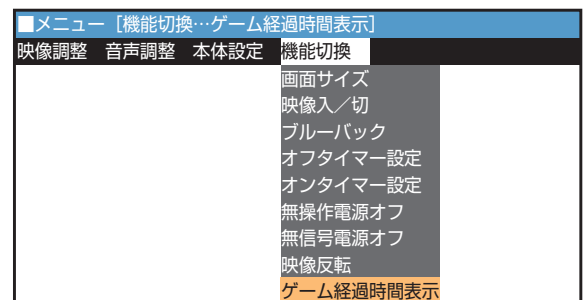 ■メニュー［機能切換…ゲーム経過時間表示］
映像調整 音声調整 本体設定 機能切換
画面サイズ
映像入／切
ブルーバック
オフタイマー設定
オンタイマー設定
無操作電源オフ
無信号電源オフ
映像反転
ゲーム経過時間表示